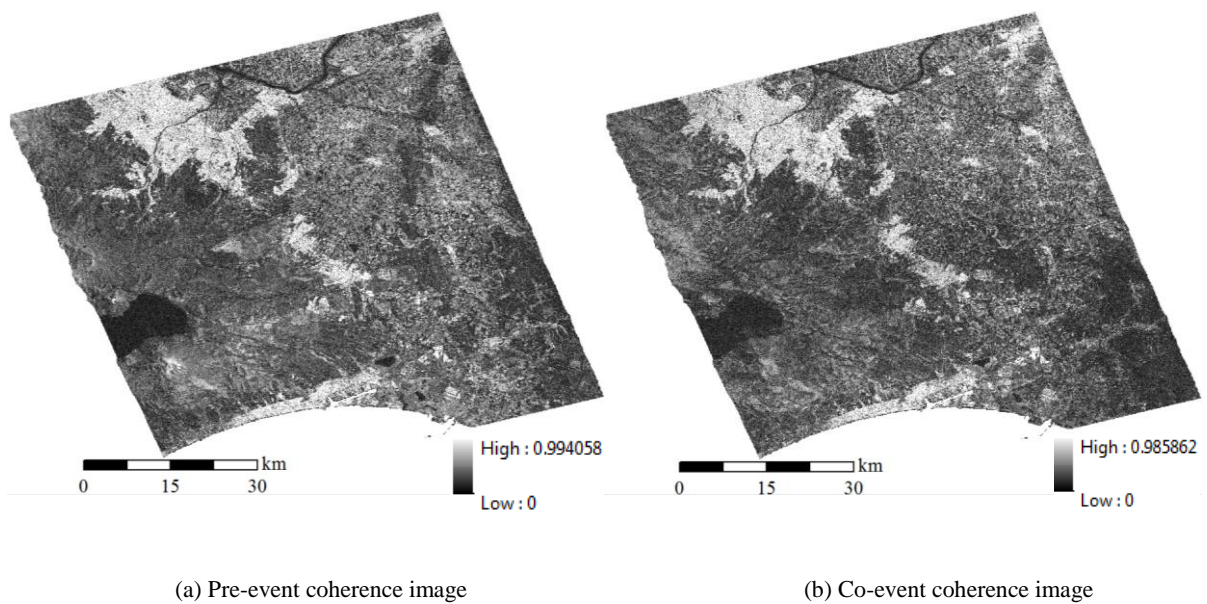 High : 0.994058
Low : 0
km
0 15 30
(a) Pre-event coherence image
High : 0.985862
Low : 0
km
0 15 30
(b) Co-event coherence image